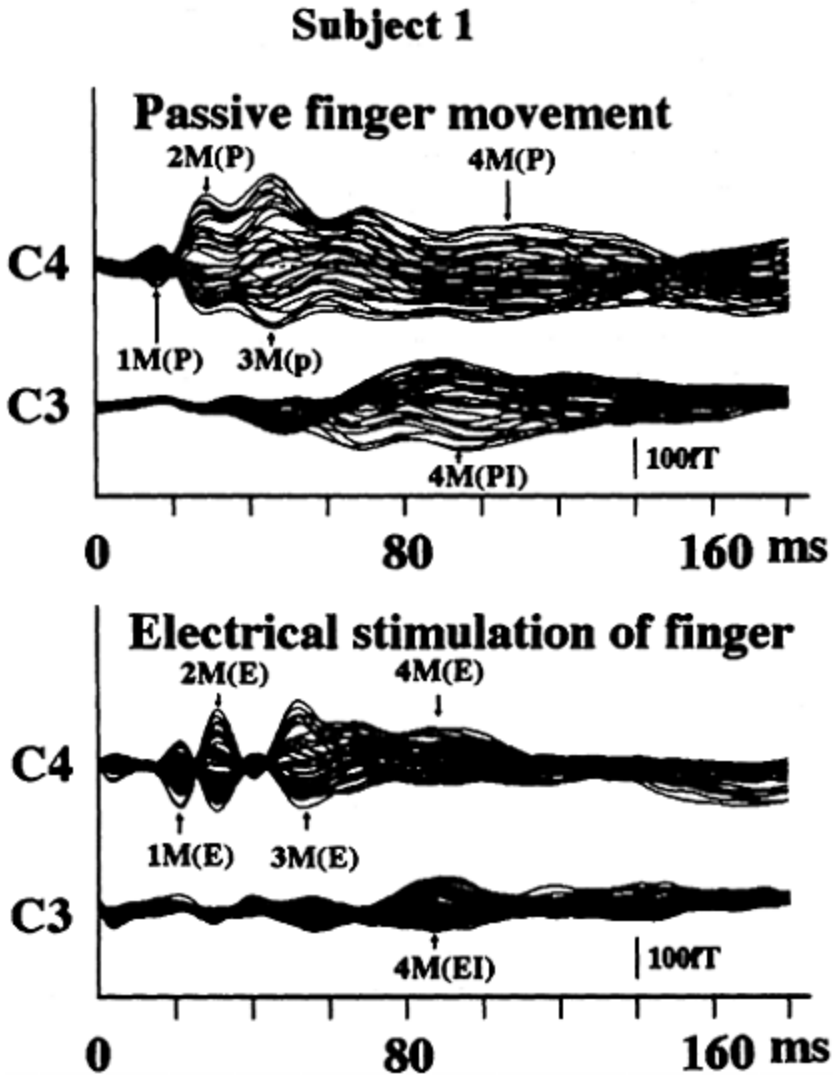 Subject 1
Passive finger movement
2M(P)
4M(P)
C4
1M(P)
3M(p)
C3
4M(PI)
100fT
0
80
160 ms
Electrical stimulation of finger
2M(E)
4M(E)
C4
1M(E)
3M(E)
C3
4M(EI)
100fT
0
80
160 ms